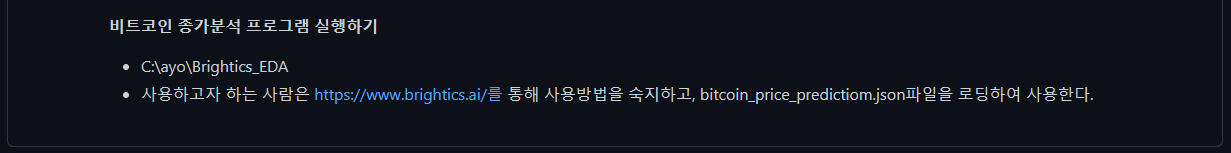 비트코인 종가분석 프로그램 실행하기
C:\ayo\Brightics_EDA
사용하고자 하는 사람은 https://www.brightics.ai/를 통해 사용방법을 숙지하고, bitcoin_price_predictiom.json파일을 로딩하여 사용한다.